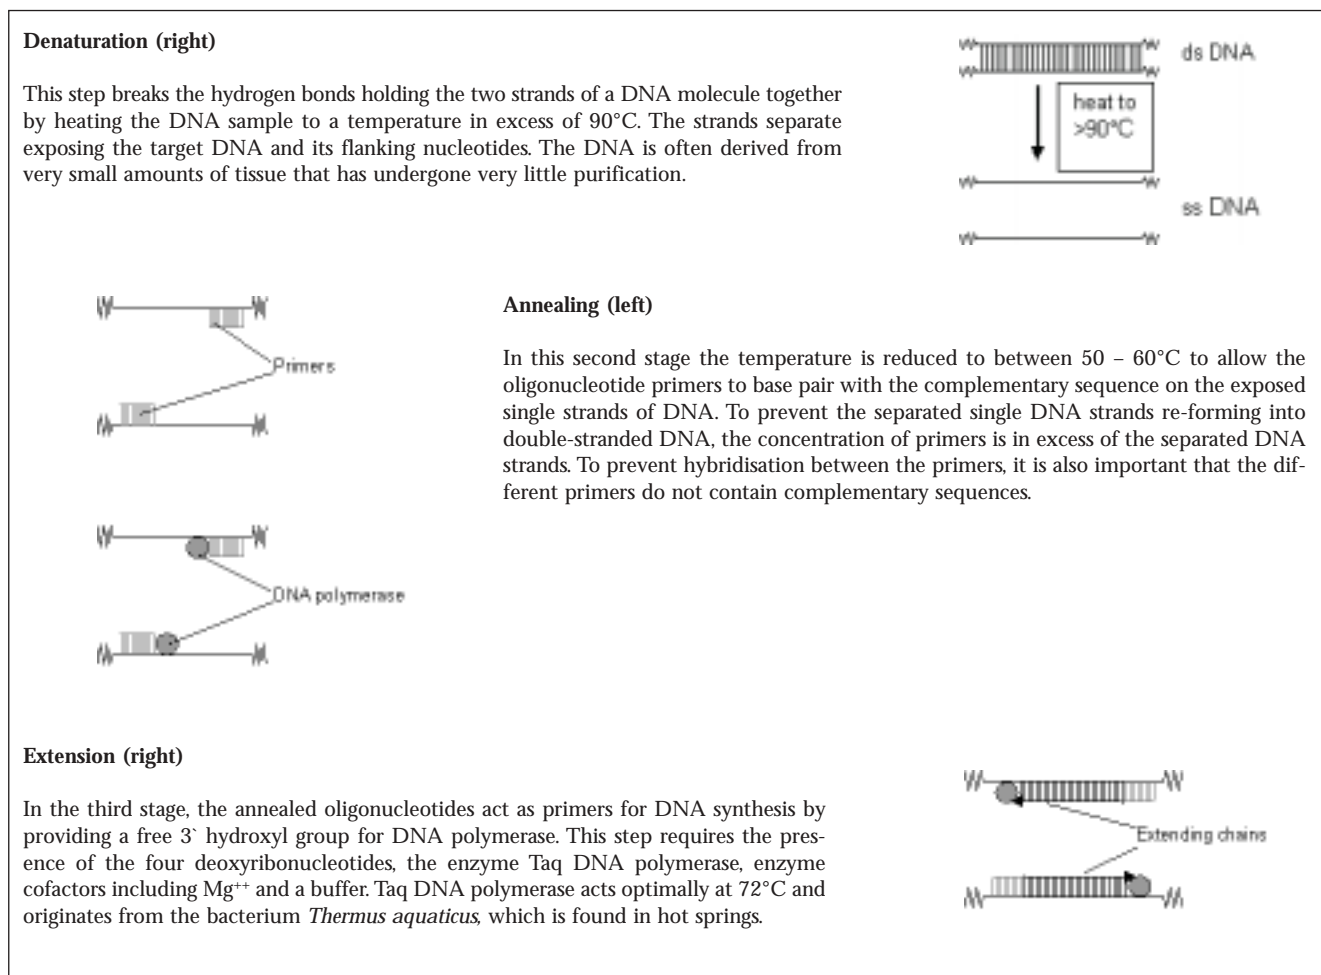 Denaturation (right)
This step breaks the hydrogen bonds holding the two strands of a DNA molecule together
by heating the DNA sample to a temperature in excess of 90°C. The strands separate
exposing the target DNA and its flanking nucleotides. The DNA is often derived from
very small amounts of tissue that has undergone very little purification.
ds DNA
heat to
>90°C
ss DNA
Primers
Annealing (left)
In this second stage the temperature is reduced to between 50 – 60°C to allow the
oligonucleotide primers to base pair with the complementary sequence on the exposed
single strands of DNA. To prevent the separated single DNA strands re-forming into
double-stranded DNA, the concentration of primers is in excess of the separated DNA
strands. To prevent hybridisation between the primers, it is also important that the dif-
ferent primers do not contain complementary sequences.
DNA polymerase
Extension (right)
In the third stage, the annealed oligonucleotides act as primers for DNA synthesis by
providing a free 3` hydroxyl group for DNA polymerase. This step requires the pres-
ence of the four deoxyribonucleotides, the enzyme Taq DNA polymerase, enzyme
cofactors including Mg⁺⁺ and a buffer. Taq DNA polymerase acts optimally at 72°C and
originates from the bacterium Thermus aquaticus, which is found in hot springs.
Extending chains